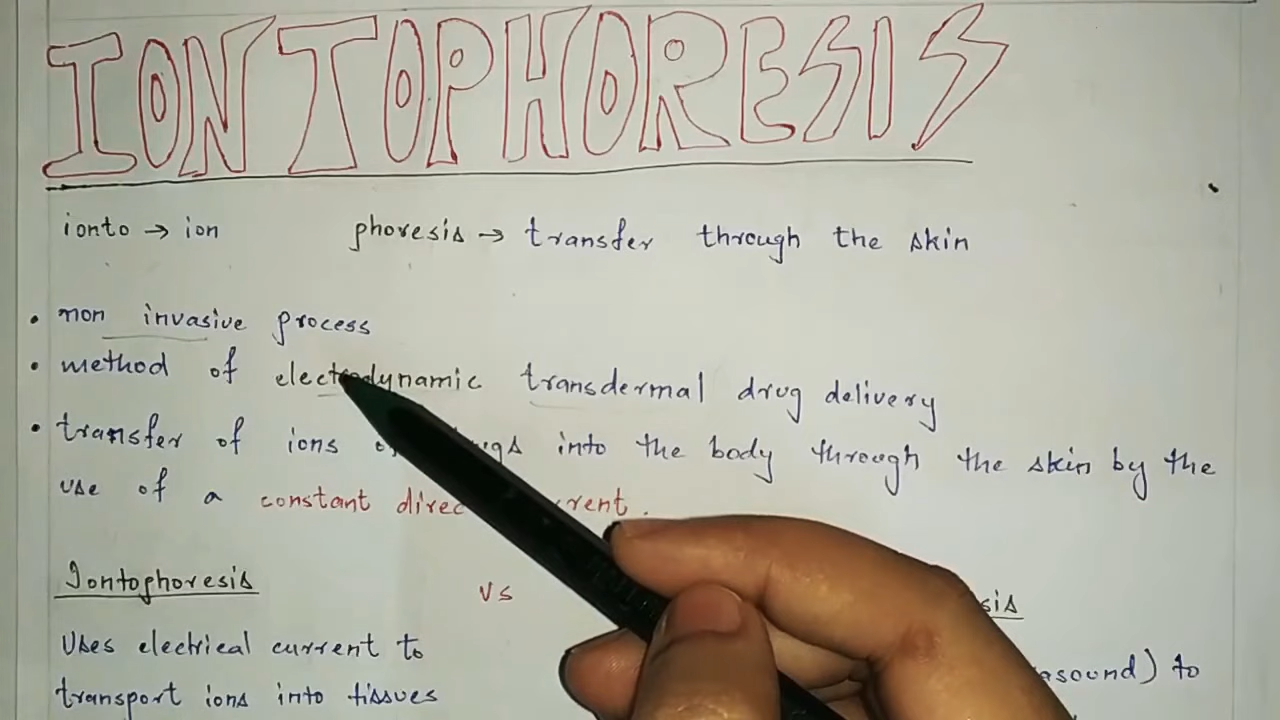 IONTOPHORESIS
ionto → ion phoresis → transfer through the skin
• non invasive process
• method of electrodynamic transdermal drug delivery
• transfer of ions into the body through the skin by the
use of a constant
Iontophoresis vs
Uses electrical current to
transport ions into tissues